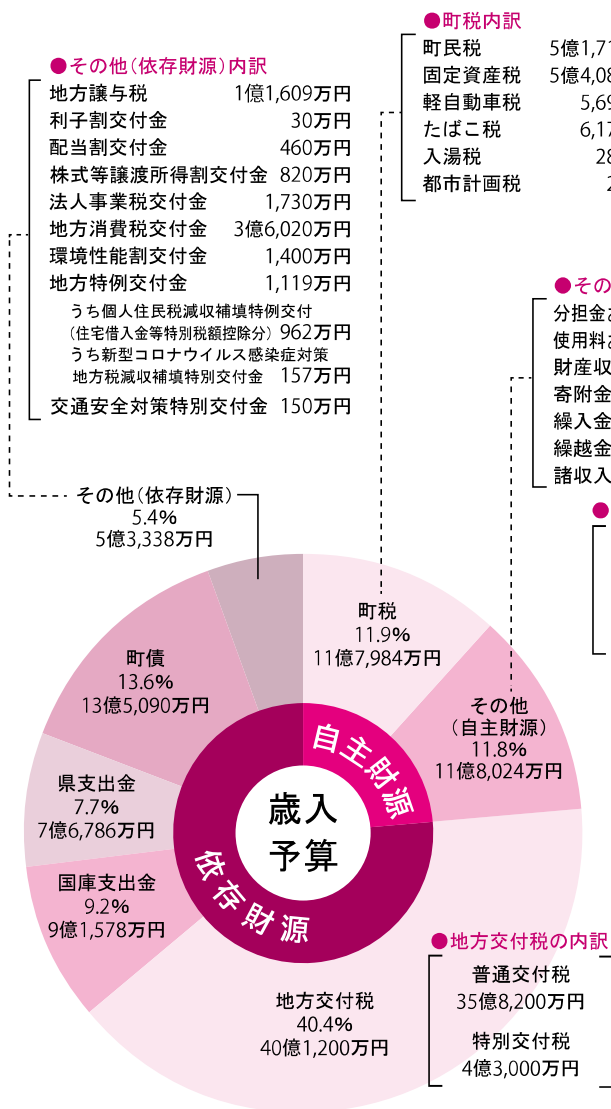 ●町税内訳
町民税 5億1,71
固定資産税 5億4,08
軽自動車税 5,69
たばこ税 6,17
入湯税 28
都市計画税 2
●その他(依存財源)内訳
地方譲与税 1億1,609万円
利子割交付金 30万円
配当割交付金 460万円
株式等譲渡所得割交付金 820万円
法人事業税交付金 1,730万円
地方消費税交付金 3億6,020万円
環境性能割交付金 1,400万円
地方特例交付金 1,119万円
うち個人住民税減収補填特例交付
(住宅借入金等特別税額控除分) 962万円
うち新型コロナウイルス感染症対策
地方税減収補填特別交付金 157万円
交通安全対策特別交付金 150万円
●その
分担金
使用料
財産収
寄附金
繰入金
繰越金
諸収入
●
その他(依存財源)
5.4%
5億3,338万円
町税
11.9%
11億7,984万円
その他
(自主財源)
11.8%
11億8,024万円
町債
13.6%
13億5,090万円
県支出金
7.7%
7億6,786万円
国庫支出金
9.2%
9億1,578万円
地方交付税
40.4%
40億1,200万円
自主財源
依存財源
歳入
予算
●地方交付税の内訳
普通交付税
35億8,200万円
特別交付税
4億3,000万円